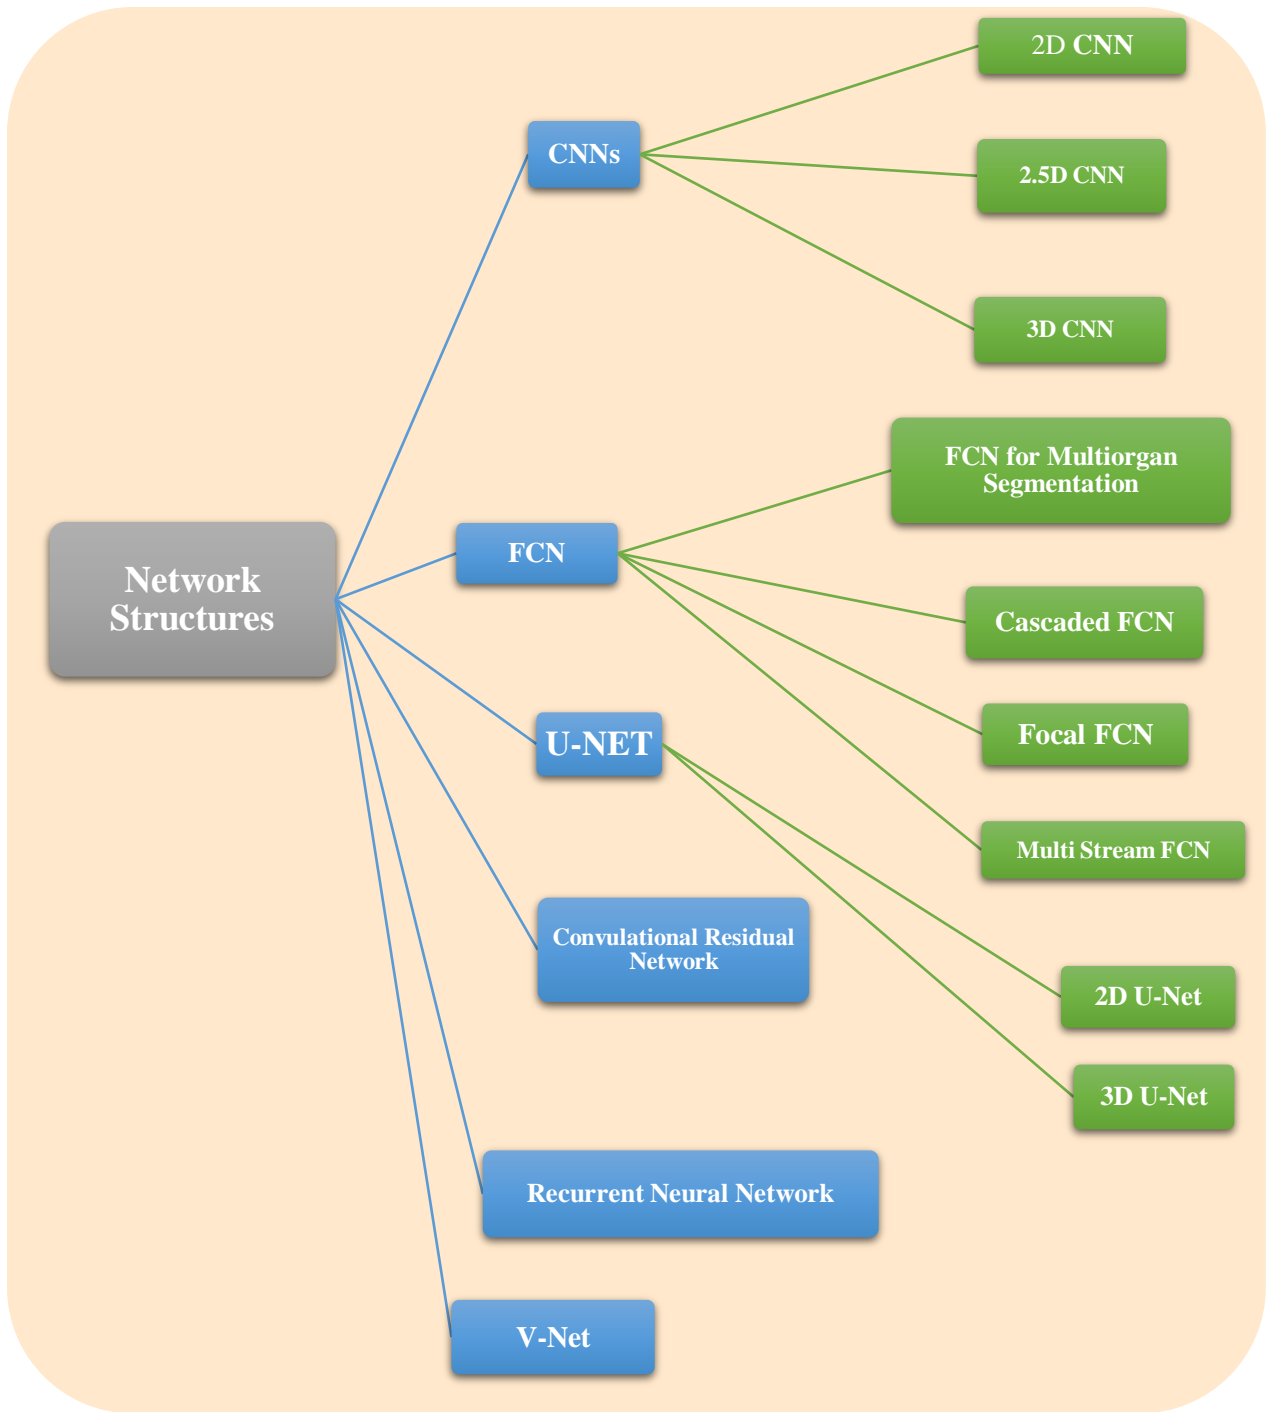 2D CNN
CNNs
2.5D CNN
3D CNN
FCN for Multiorgan
Segmentation
FCN
Network
Structures
Cascaded FCN
Focal FCN
U-NET
Multi Stream FCN
Convulational Residual
Network
2D U-Net
3D U-Net
Recurrent Neural Network
V-Net